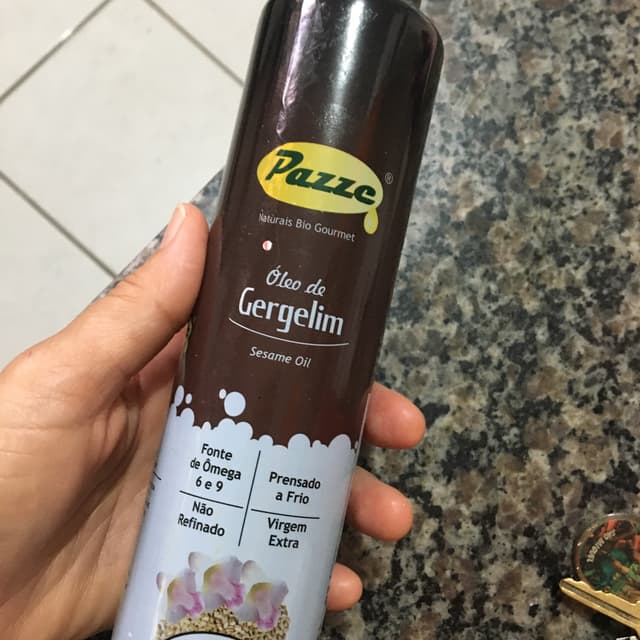 Pazze®
Naturais Bio Gourmet
Óleo de
Gergelim
Sesame Oil
Fonte
de Ômega
6 e 9
Prensado
a Frio
Não
Refinado
Virgem
Extra